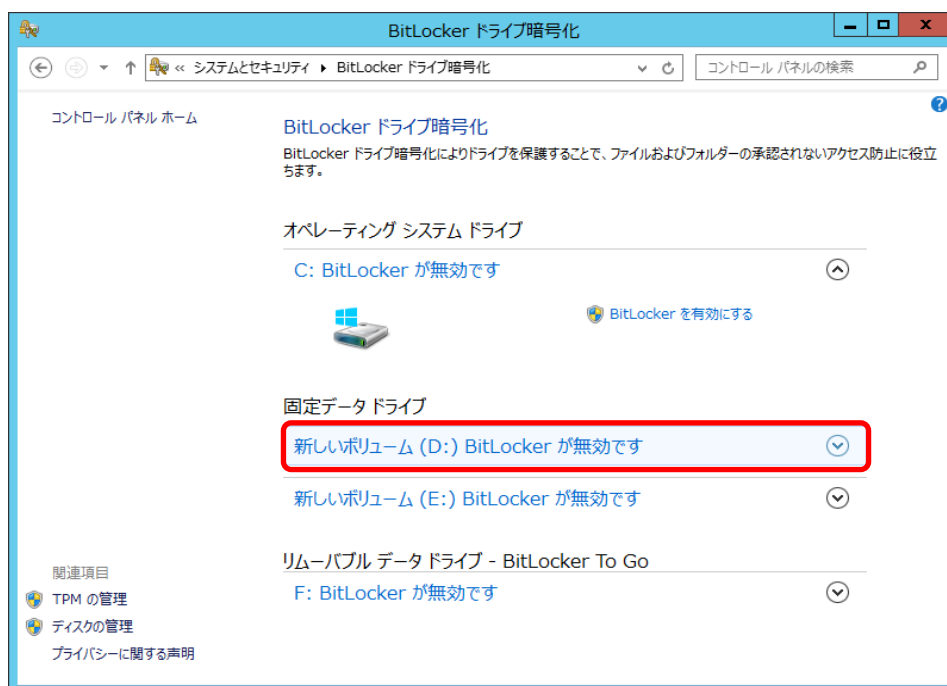 BitLocker ドライブ暗号化
« システムとセキュリティ ▸ BitLocker ドライブ暗号化
コントロール パネルの検索
コントロール パネル ホーム
BitLocker ドライブ暗号化
BitLocker ドライブ暗号化によりドライブを保護することで、ファイルおよびフォルダーの承認されないアクセス防止に役立
ちます。
オペレーティング システム ドライブ
C: BitLocker が無効です
BitLocker を有効にする
固定データ ドライブ
新しいボリューム (D:) BitLocker が無効です
新しいボリューム (E:) BitLocker が無効です
リムーバブル データ ドライブ - BitLocker To Go
F: BitLocker が無効です
関連項目
TPM の管理
ディスクの管理
プライバシーに関する声明